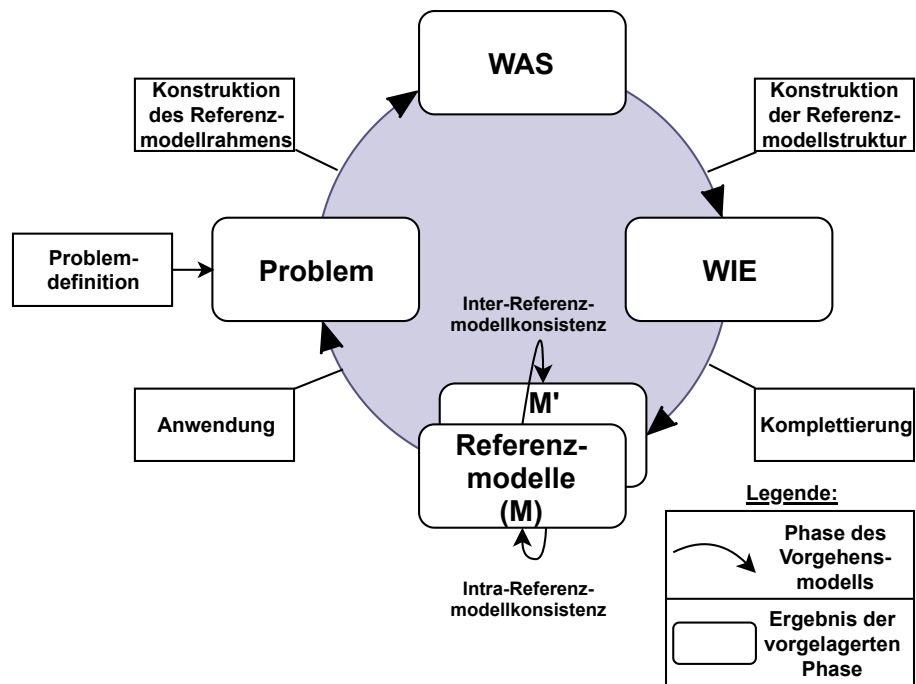 WAS
Konstruktion
des Referenz-
modellrahmens
Konstruktion
der Referenz-
modellstruktur
Problem-
definition
Problem
WIE
Inter-Referenz-
modellkonsistenz
Anwendung
M'
Referenz-
modelle
(M)
Komplettierung
Intra-Referenz-
modellkonsistenz
Legende:
Phase des
Vorgehens-
modells
Ergebnis der
vorgelagerten
Phase